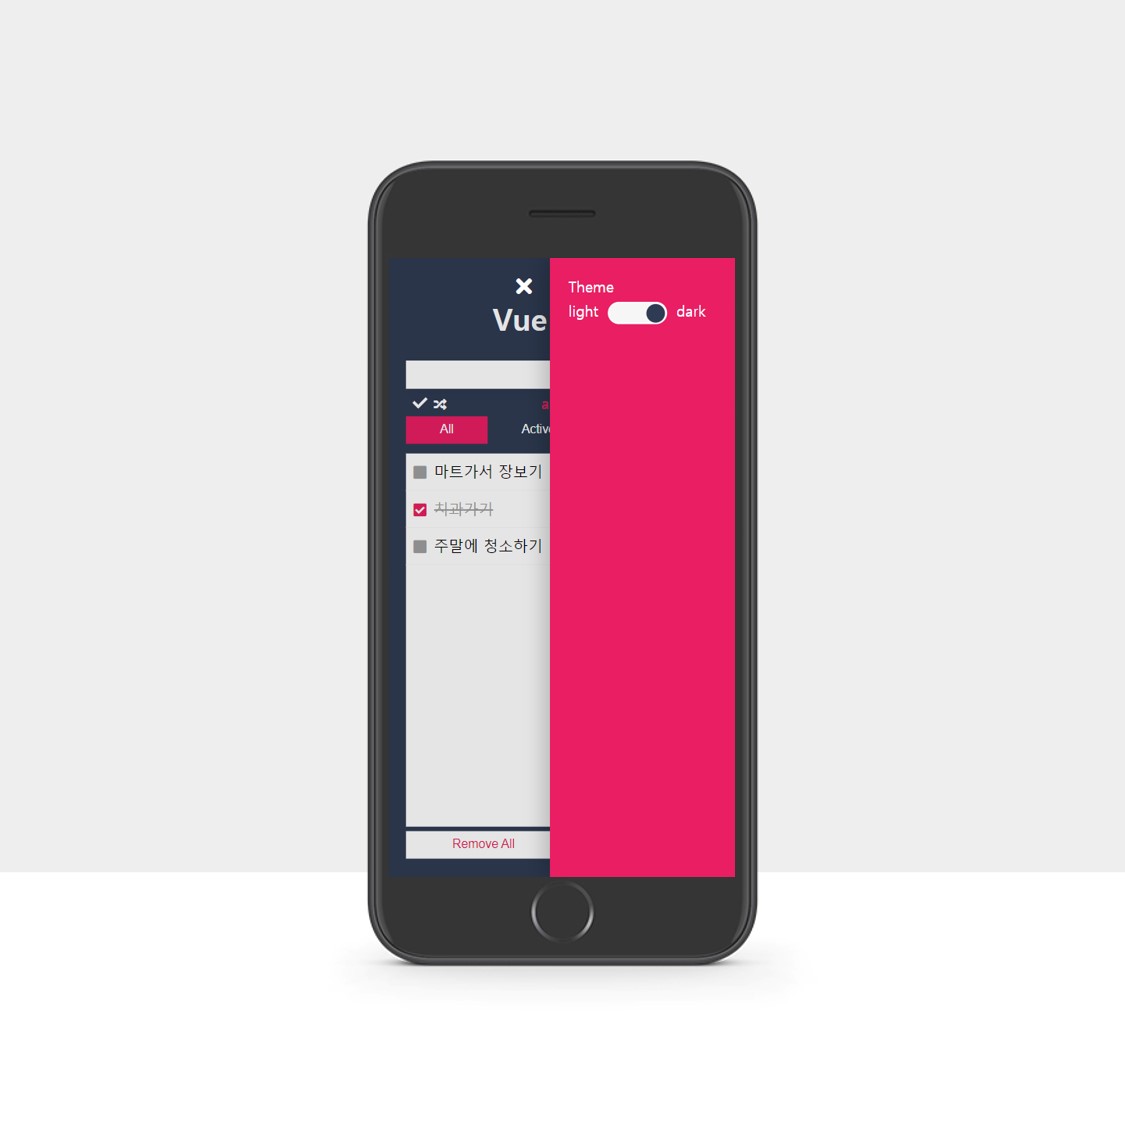 Vue
Theme
light dark
All
마트가서 장보기
치과가기
주말에 청소하기
Remove All